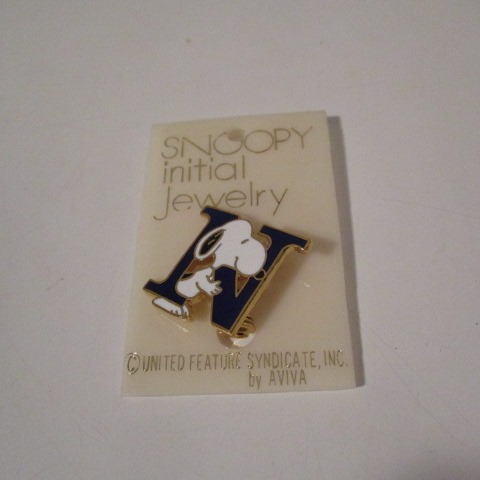 SNOOPY
initial
Jewelry
N
© UNITED FEATURE SYNDICATE, INC.
by AVIVA